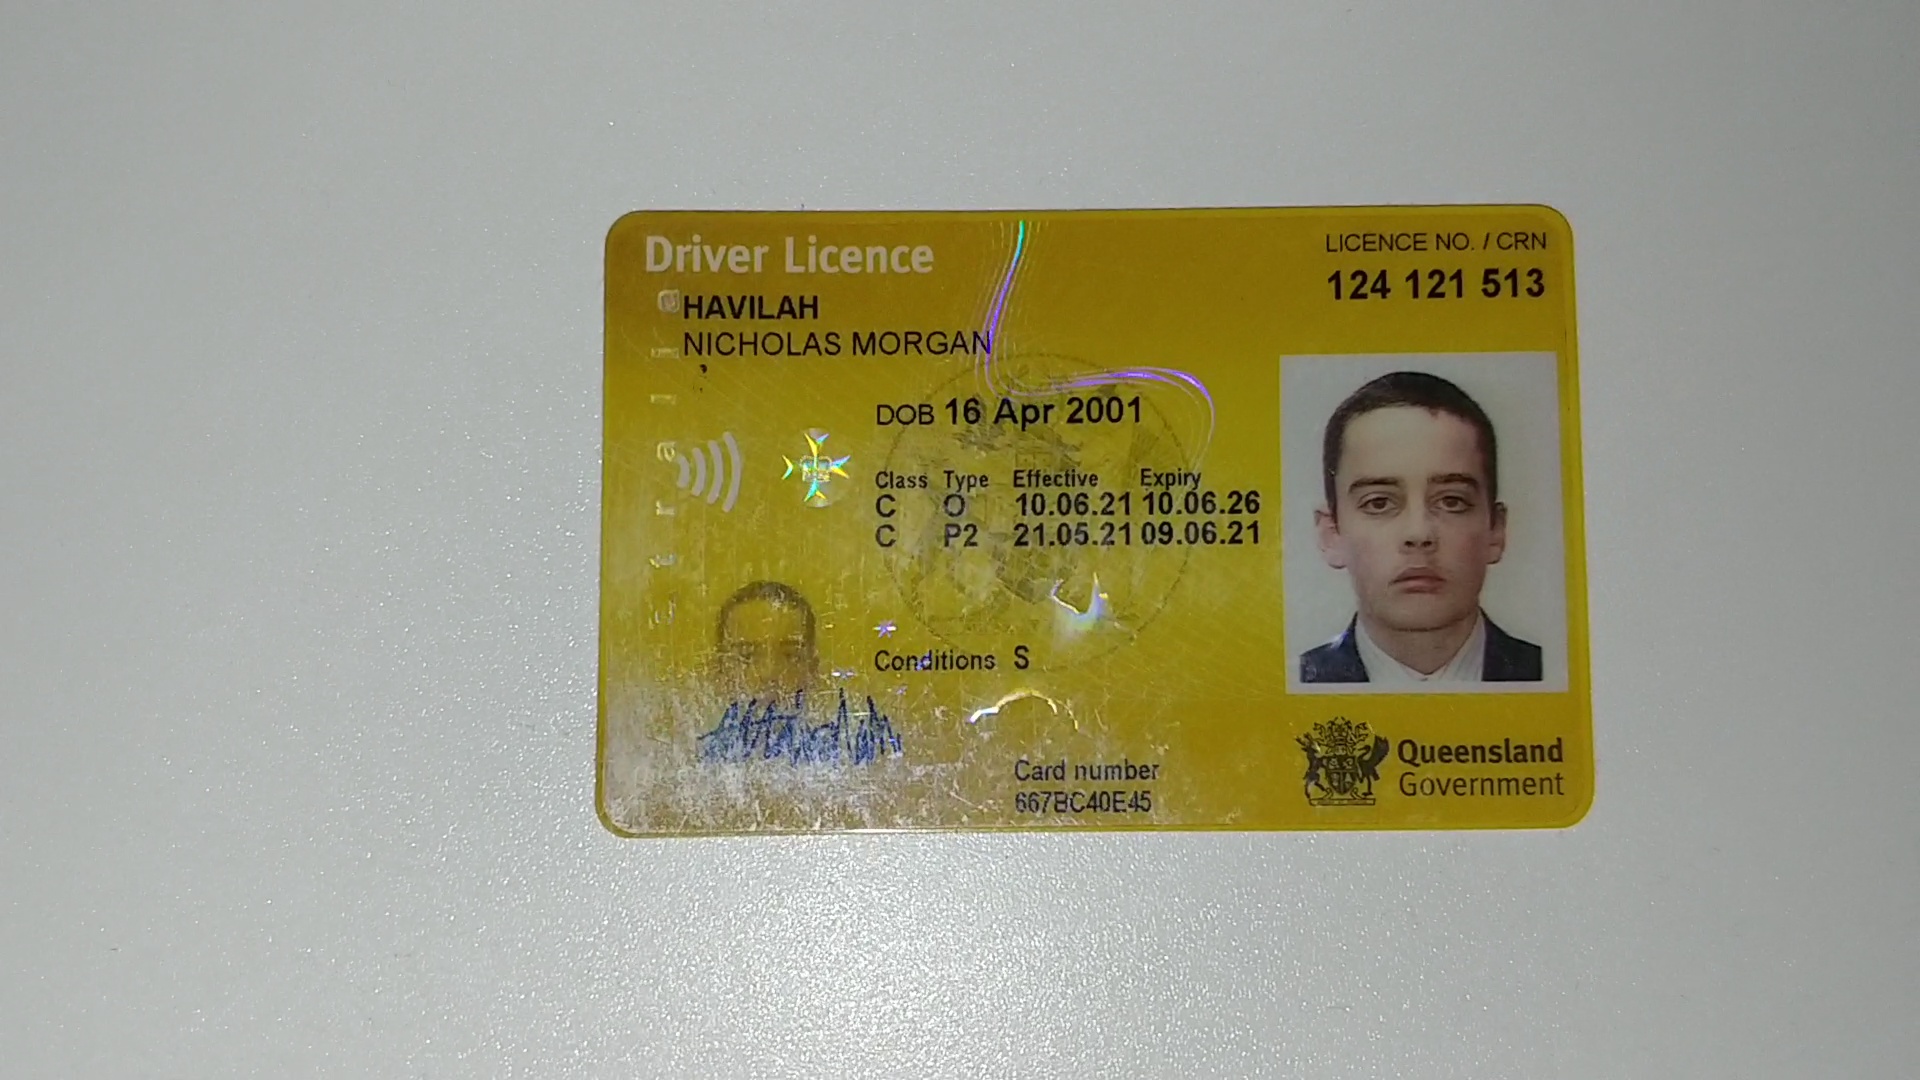 Driver Licence
LICENCE NO. / CRN
124 121 513
HAVILAH
NICHOLAS MORGAN
DOB 16 Apr 2001
Class Type Effective Expiry
C O 10.06.21 10.06.26
C P2 21.05.21 09.06.21
Conditions S
Card number
667BC40E45
Queensland
Government